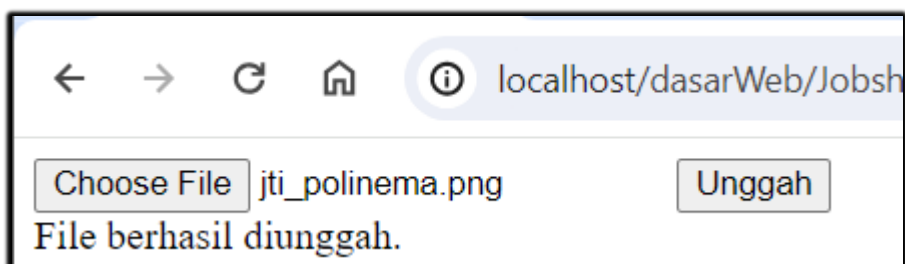 localhost/dasarWeb/Jobsh
Choose File jti_polinema.png Unggah
File berhasil diunggah.